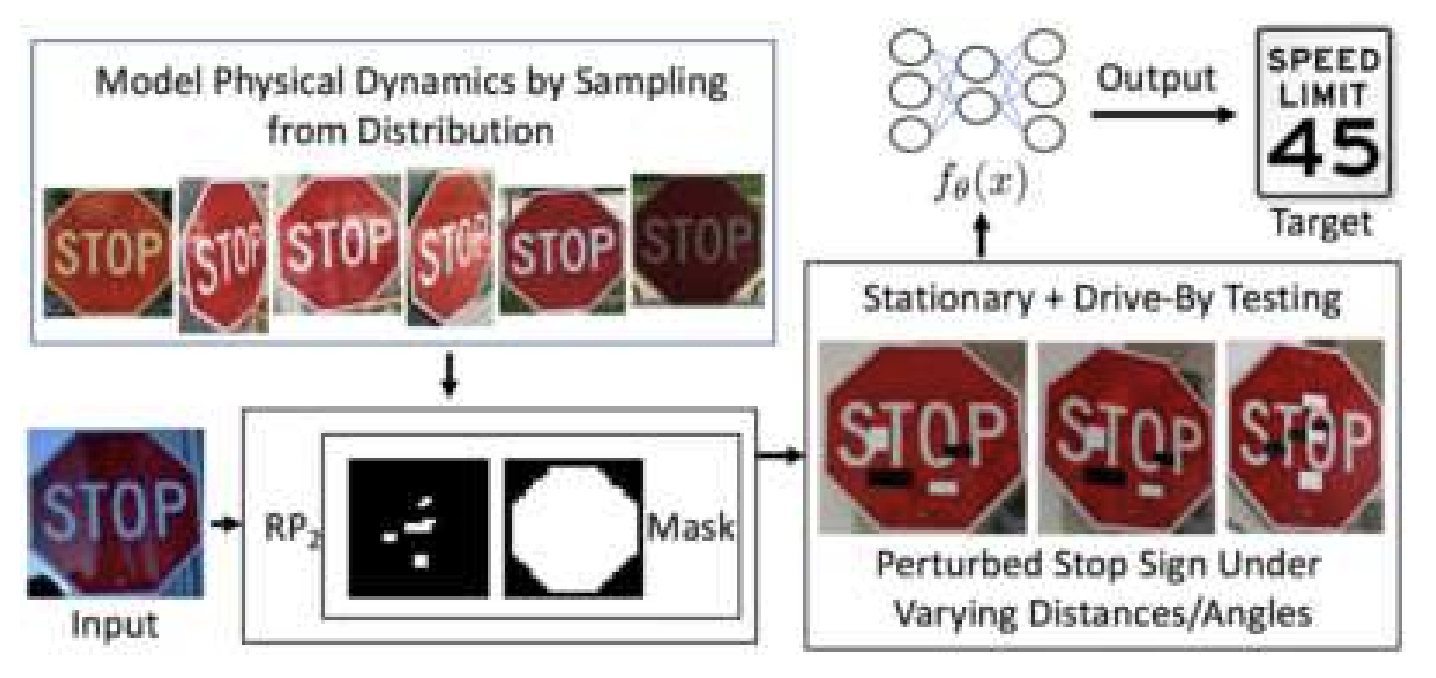 Model Physical Dynamics by Sampling
from Distribution
STOP
STOP
STOP
STOP
STOP
STOP
STOP
Input
RP₂
Mask
Stationary + Drive-By Testing
STOP
STOP
STOP
Perturbed Stop Sign Under
Varying Distances/Angles
f_θ(x)
Output
SPEED
LIMIT
45
Target